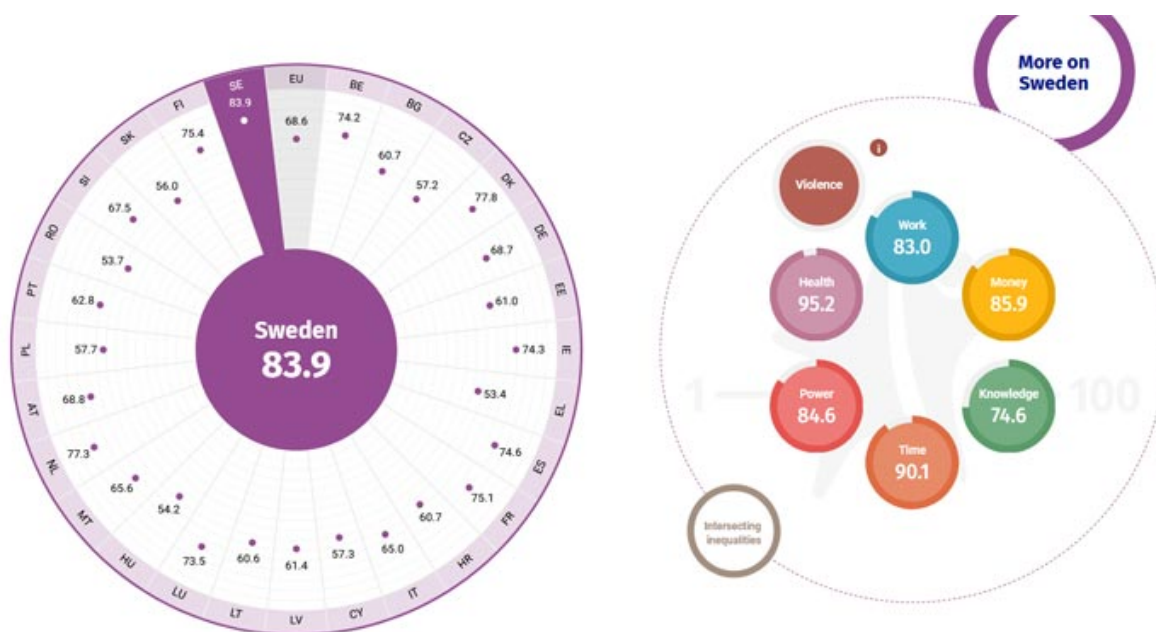 SE
83.9
EU
68.6
BE
74.2
BG
60.7
CZ
57.2
DK
77.8
DE
68.7
EE
61.0
IE
74.3
EL
53.4
ES
74.6
FR
75.1
HR
60.7
IT
65.0
CY
57.3
LV
61.4
LT
60.6
LU
73.5
HU
54.2
MT
65.6
NL
77.3
AT
68.8
PL
57.7
PT
62.8
RO
53.7
SI
67.5
SK
56.0
FI
75.4
Sweden
83.9
More on
Sweden
i
Violence
Work
83.0
Health
95.2
Money
85.9
1
100
Power
84.6
Knowledge
74.6
Time
90.1
Intersecting
inequalities